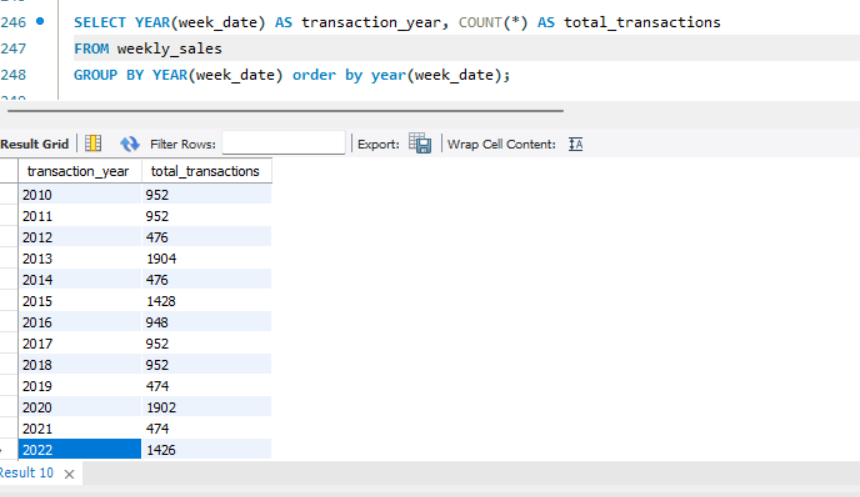 246 SELECT YEAR(week_date) AS transaction_year, COUNT(*) AS total_transactions
247 FROM weekly_sales
248 GROUP BY YEAR(week_date) order by year(week_date);
Result Grid Filter Rows: Export: Wrap Cell Content: IA
transaction_year total_transactions
2010 952
2011 952
2012 476
2013 1904
2014 476
2015 1428
2016 948
2017 952
2018 952
2019 474
2020 1902
2021 474
2022 1426
Result 10 ×